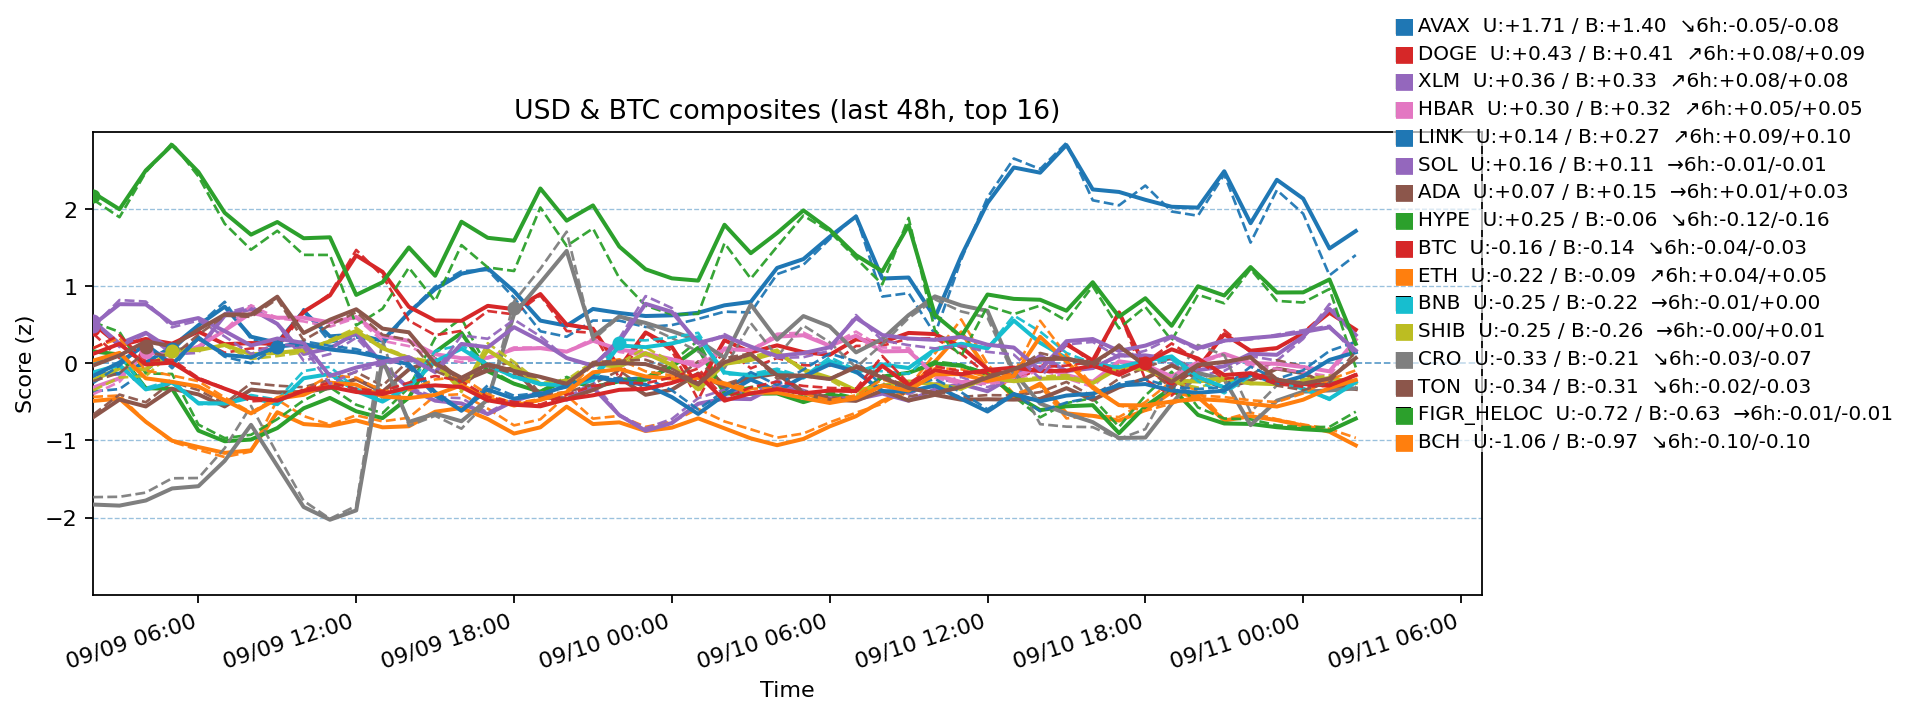 AVAX  U:+1.71 / B:+1.40  ↘6h:-0.05/-0.08
DOGE  U:+0.43 / B:+0.41  ↗6h:+0.08/+0.09
XLM  U:+0.36 / B:+0.33  ↗6h:+0.08/+0.08
HBAR  U:+0.30 / B:+0.32  ↗6h:+0.05/+0.05
LINK  U:+0.14 / B:+0.27  ↗6h:+0.09/+0.10
SOL  U:+0.16 / B:+0.11  →6h:-0.01/-0.01
ADA  U:+0.07 / B:+0.15  →6h:+0.01/+0.03
HYPE  U:+0.25 / B:-0.06  ↘6h:-0.12/-0.16
BTC  U:-0.16 / B:-0.14  ↘6h:-0.04/-0.03
ETH  U:-0.22 / B:-0.09  ↗6h:+0.04/+0.05
BNB  U:-0.25 / B:-0.22  →6h:-0.01/+0.00
SHIB  U:-0.25 / B:-0.26  →6h:-0.00/+0.01
CRO  U:-0.33 / B:-0.21  ↘6h:-0.03/-0.07
TON  U:-0.34 / B:-0.31  ↘6h:-0.02/-0.03
FIGR_HELOC  U:-0.72 / B:-0.63  →6h:-0.01/-0.01
BCH  U:-1.06 / B:-0.97  ↘6h:-0.10/-0.10
USD & BTC composites (last 48h, top 16)
Score (z)
2
1
0
−1
−2
09/09 06:00
09/09 12:00
09/09 18:00
09/10 00:00
09/10 06:00
09/10 12:00
09/10 18:00
09/11 00:00
09/11 06:00
Time